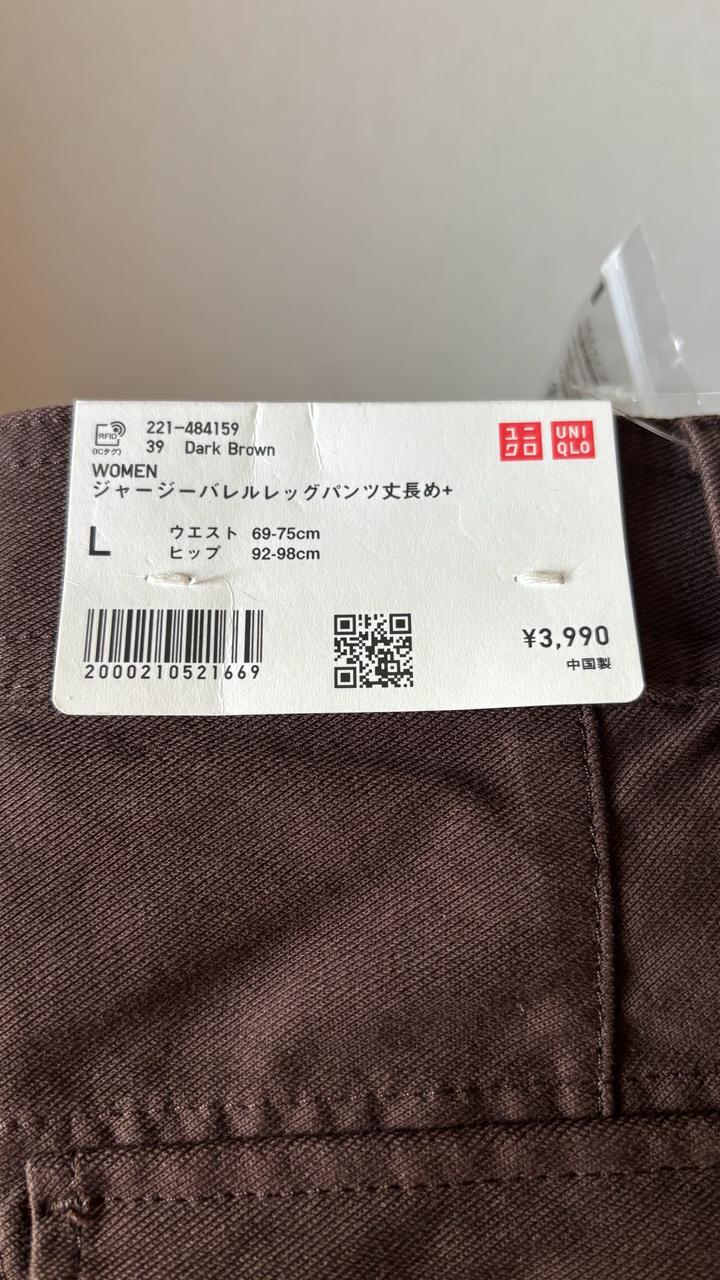 RFID
(ICタグ)
221-484159
39 Dark Brown
ユニクロ
UNIQLO
WOMEN
ジャージーバレルレッグパンツ丈長め+
L
ウエスト 69-75cm
ヒップ 92-98cm
2000210521669
¥3,990
中国製